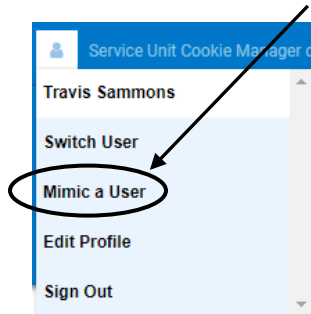 Service Unit Cookie Manager
Travis Sammons
Switch User
Mimic a User
Edit Profile
Sign Out